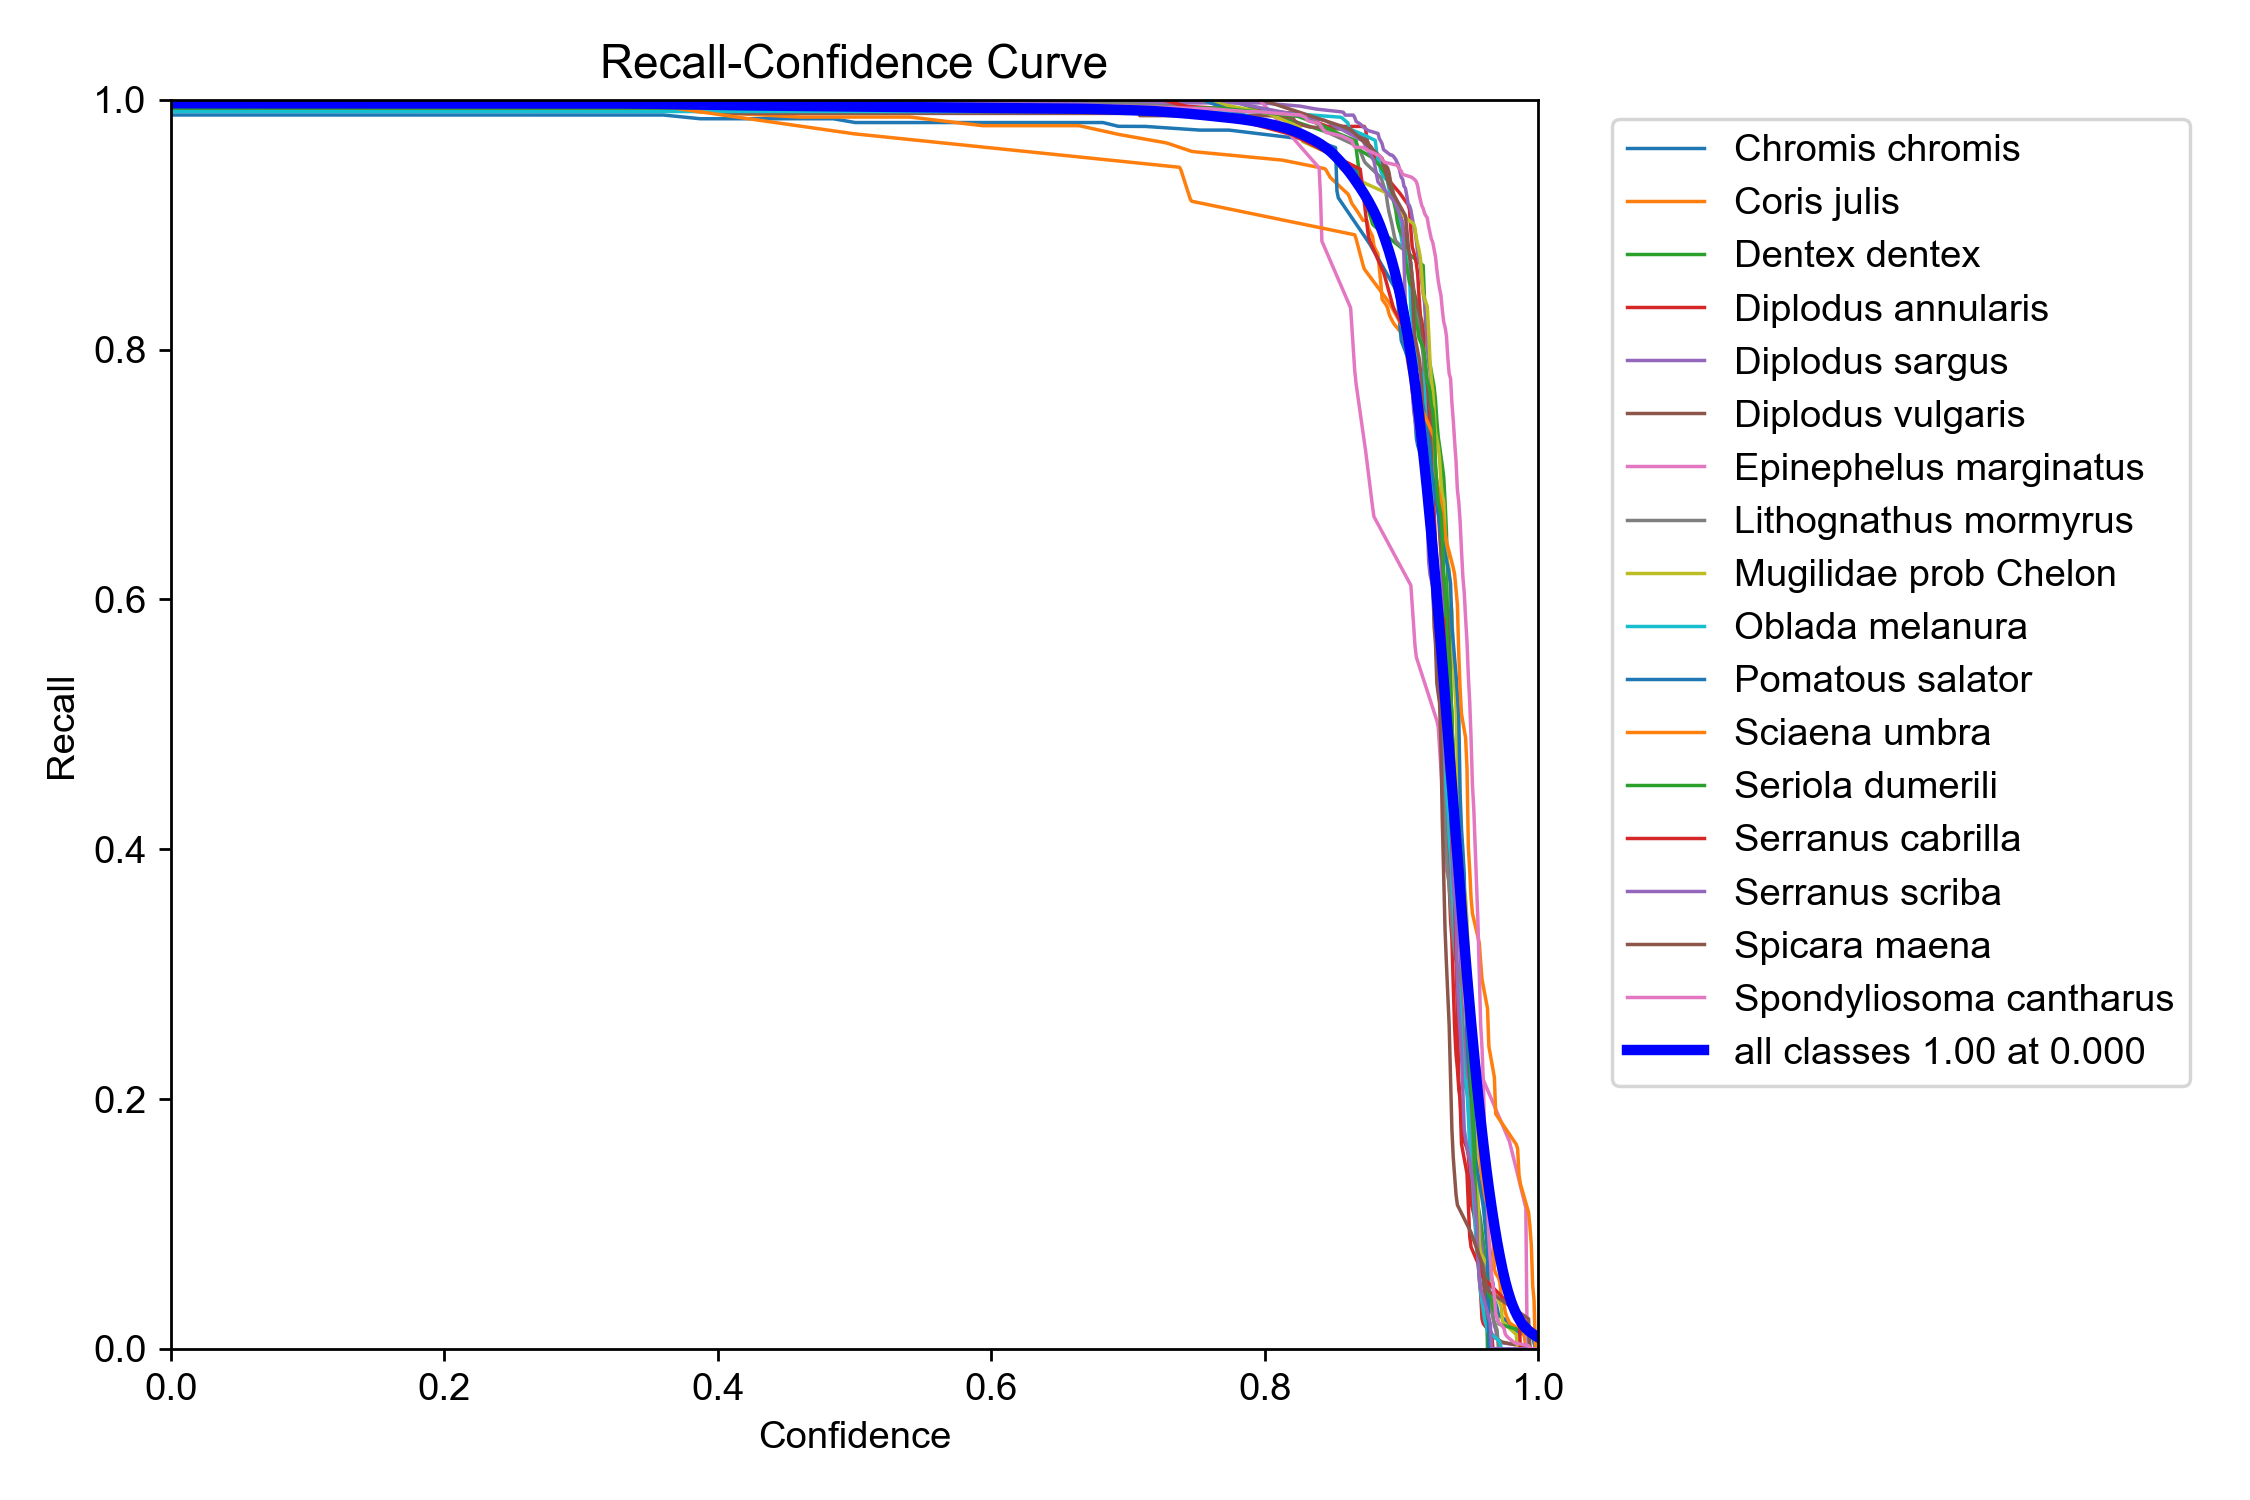 Recall-Confidence Curve
1.0
0.8
0.6
0.4
0.2
0.0
Recall
0.0 0.2 0.4 0.6 0.8 1.0
Confidence
Chromis chromis
Coris julis
Dentex dentex
Diplodus annularis
Diplodus sargus
Diplodus vulgaris
Epinephelus marginatus
Lithognathus mormyrus
Mugilidae prob Chelon
Oblada melanura
Pomatous salator
Sciaena umbra
Seriola dumerili
Serranus cabrilla
Serranus scriba
Spicara maena
Spondyliosoma cantharus
all classes 1.00 at 0.000